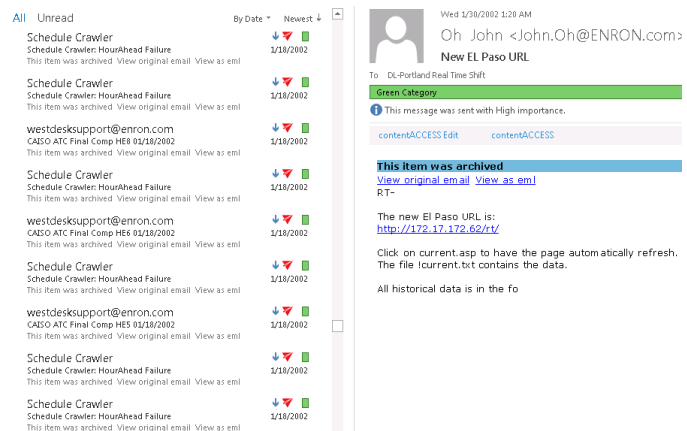 All Unread By Date Newest
Schedule Crawler
Schedule Crawler: HourAhead Failure 1/18/2002
This item was archived View original email View as eml
Schedule Crawler
Schedule Crawler: HourAhead Failure 1/18/2002
This item was archived View original email View as eml
westdesksupport@enron.com
CAISO ATC Final Comp HE8 01/18/2002 1/18/2002
This item was archived View original email View as eml
Schedule Crawler
Schedule Crawler: HourAhead Failure 1/18/2002
This item was archived View original email View as eml
westdesksupport@enron.com
CAISO ATC Final Comp HE6 01/18/2002 1/18/2002
This item was archived View original email View as eml
Schedule Crawler
Schedule Crawler: HourAhead Failure 1/18/2002
This item was archived View original email View as eml
westdesksupport@enron.com
CAISO ATC Final Comp HE5 01/18/2002 1/18/2002
This item was archived View original email View as eml
Schedule Crawler
Schedule Crawler: HourAhead Failure 1/18/2002
This item was archived View original email View as eml
Schedule Crawler
Schedule Crawler: HourAhead Failure 1/18/2002
This item was archived View original email View as eml
Wed 1/30/2002 1:20 AM
Oh John <John.Oh@ENRON.com>
New EL Paso URL
To DL-Portland Real Time Shift
Green Category
This message was sent with High importance.
contentACCESS Edit contentACCESS
This item was archived
View original email View as eml
RT-
The new El Paso URL is:
http://172.17.172.62/rt/
Click on current.asp to have the page automatically refresh.
The file !current.txt contains the data.
All historical data is in the fo